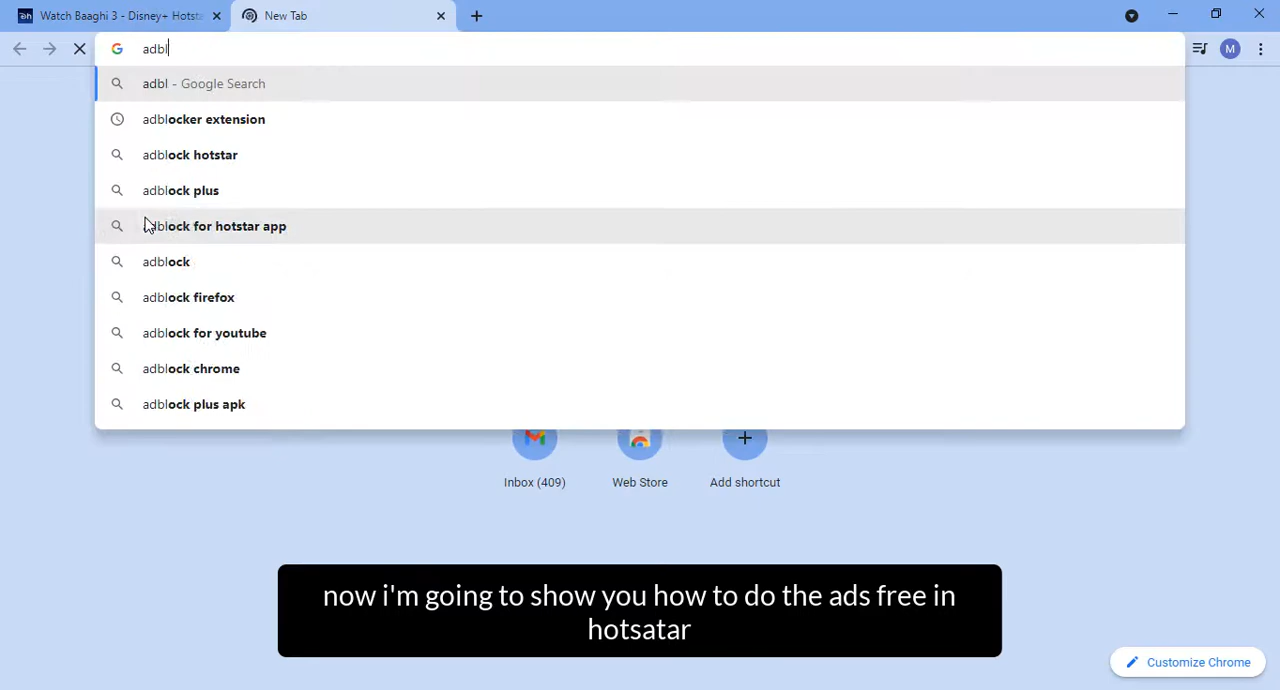 Watch Baaghi 3 - Disney+ Hotsta
New Tab
adbl
M
adbl - Google Search
adblocker extension
adblock hotstar
adblock plus
adblock for hotstar app
adblock
adblock firefox
adblock for youtube
adblock chrome
adblock plus apk
Inbox (409)
Web Store
Add shortcut
now i'm going to show you how to do the ads free in
hotsatar
Customize Chrome